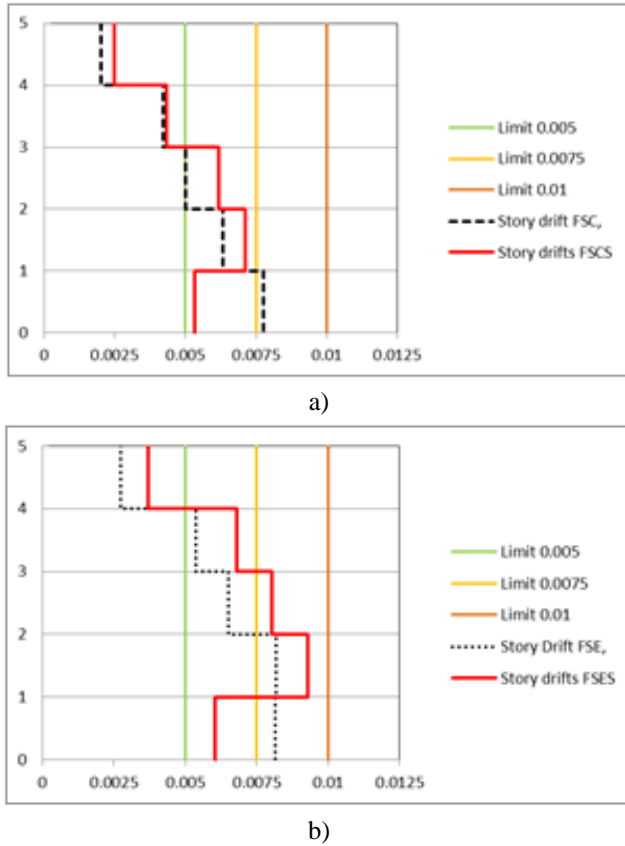 5
4
3
2
1
0
0 0.0025 0.005 0.0075 0.01 0.0125
Limit 0.005
Limit 0.0075
Limit 0.01
Story drift FSC,
Story drifts FSCS
a)
5
4
3
2
1
0
0 0.0025 0.005 0.0075 0.01 0.0125
Limit 0.005
Limit 0.0075
Limit 0.01
Story Drift FSE,
Story drifts FSES
b)